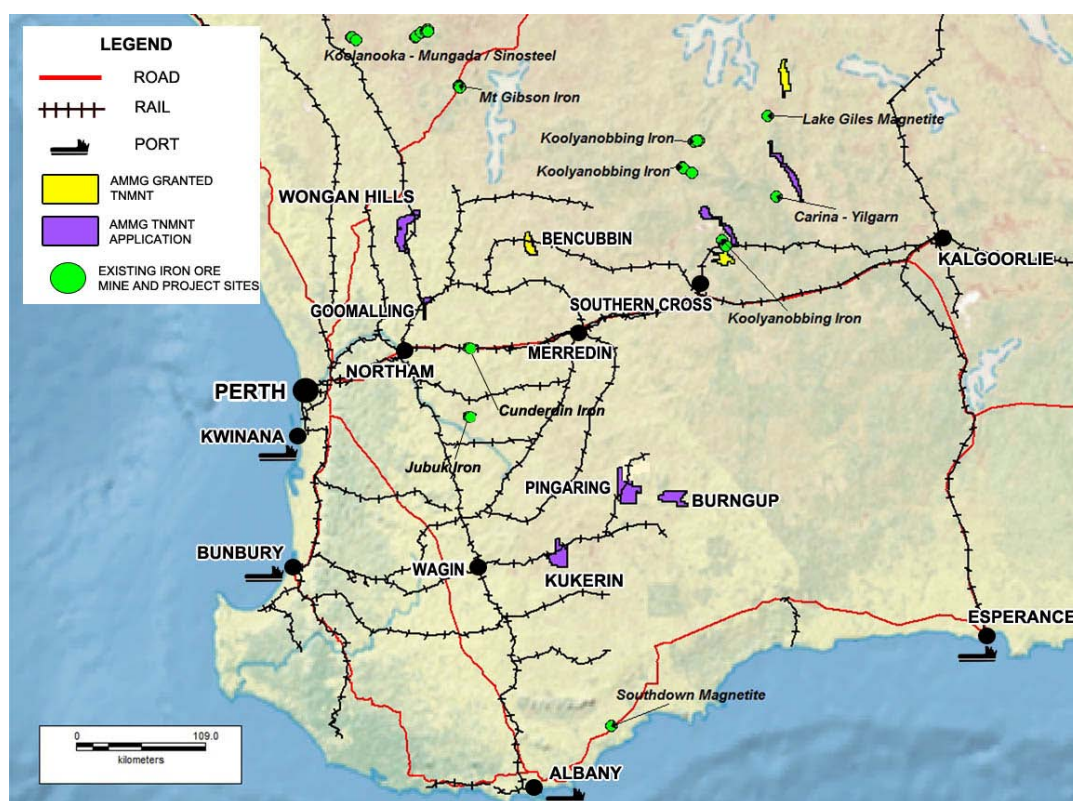 LEGEND
ROAD
RAIL
PORT
AMMG GRANTED
TNMNT
AMMG TNMNT
APPLICATION
EXISTING IRON ORE
MINE AND PROJECT SITES
Koolanooka - Mungada / Sinosteel
Mt Gibson Iron
Lake Giles Magnetite
Koolyanobbing Iron
Koolyanobbing Iron
WONGAN HILLS
Carina - Yilgarn
BENCUBBIN
KALGOORLIE
GOOMALLING
SOUTHERN CROSS
Koolyanobbing Iron
MERREDIN
NORTHAM
PERTH
Cunderdin Iron
KWINANA
Jubuk Iron
PINGARING
BURNGUP
BUNBURY
WAGIN
KUKERIN
ESPERANCE
Southdown Magnetite
0 109.0
kilometers
ALBANY